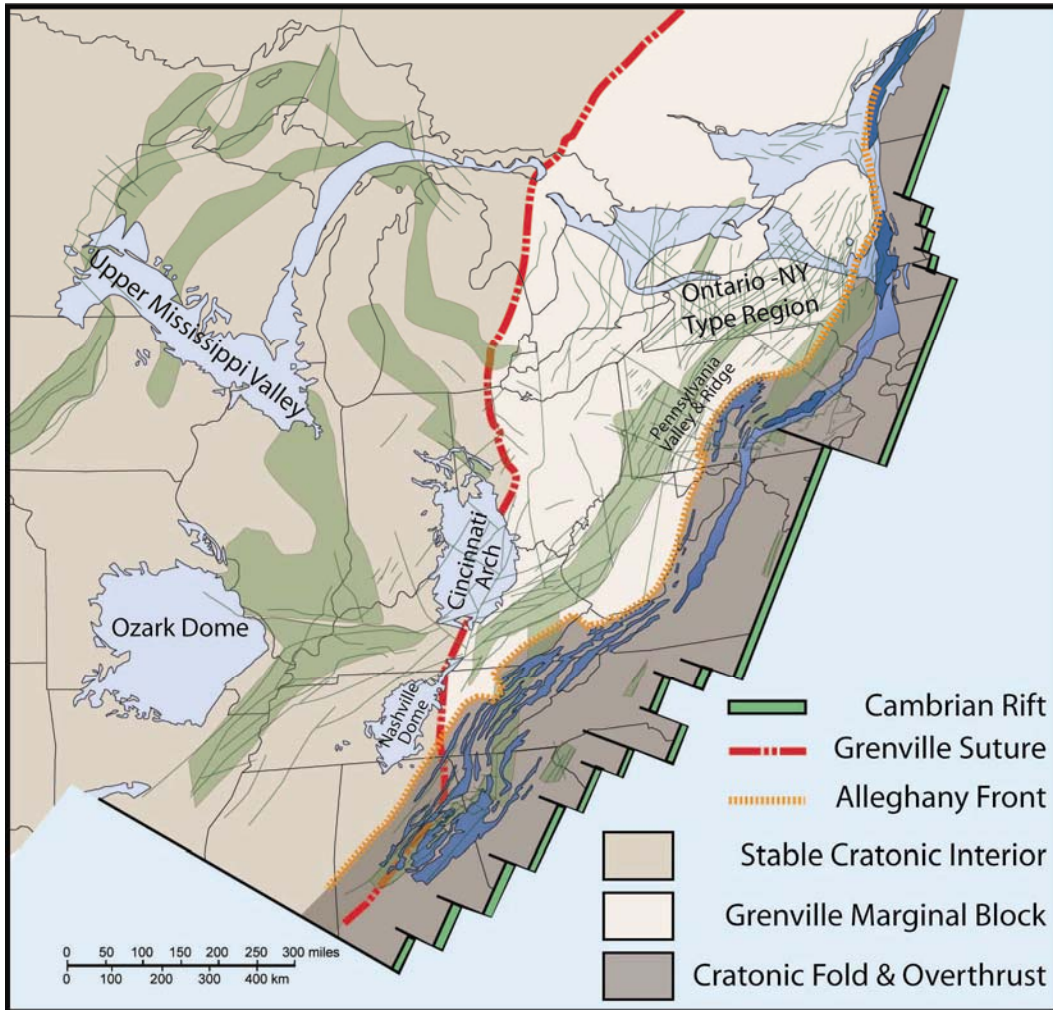 Upper Mississippi Valley
Ontario -NY
Type Region
Pennsylvania
Valley & Ridge
Cincinnati
Arch
Ozark Dome
Nashville
Dome
Cambrian Rift
Grenville Suture
Alleghany Front
Stable Cratonic Interior
Grenville Marginal Block
Cratonic Fold & Overthrust
0 50 100 150 200 250 300 miles
0 100 200 300 400 km